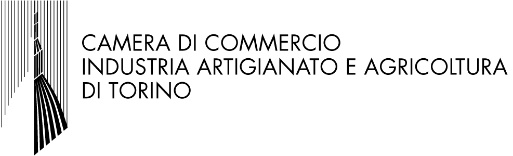 CAMERA DI COMMERCIO
INDUSTRIA ARTIGIANATO E AGRICOLTURA
DI TORINO